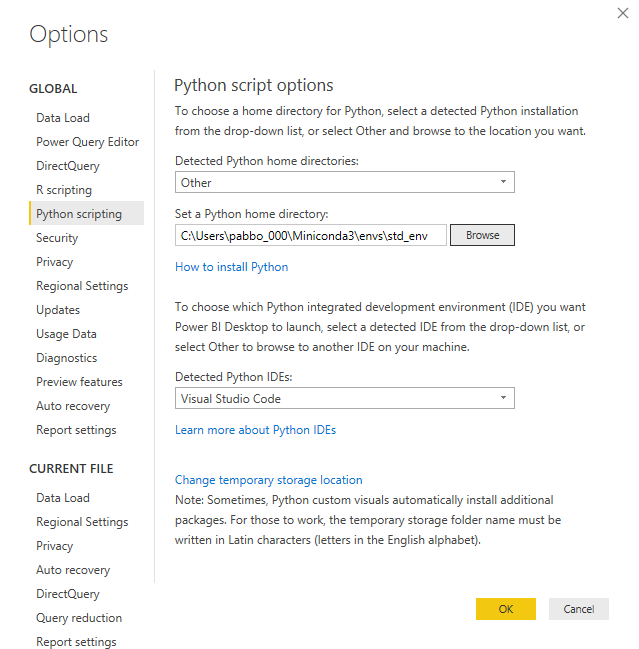 Options
GLOBAL
Data Load
Power Query Editor
DirectQuery
R scripting
Python scripting
Security
Privacy
Regional Settings
Updates
Usage Data
Diagnostics
Preview features
Auto recovery
Report settings
CURRENT FILE
Data Load
Regional Settings
Privacy
Auto recovery
DirectQuery
Query reduction
Report settings
Python script options
To choose a home directory for Python, select a detected Python installation
from the drop-down list, or select Other and browse to the location you want.
Detected Python home directories:
Other
Set a Python home directory:
C:\Users\pabbo_000\Miniconda3\envs\std_env
Browse
How to install Python
To choose which Python integrated development environment (IDE) you want
Power BI Desktop to launch, select a detected IDE from the drop-down list, or
select Other to browse to another IDE on your machine.
Detected Python IDEs:
Visual Studio Code
Learn more about Python IDEs
Change temporary storage location
Note: Sometimes, Python custom visuals automatically install additional
packages. For those to work, the temporary storage folder name must be
written in Latin characters (letters in the English alphabet).
OK
Cancel